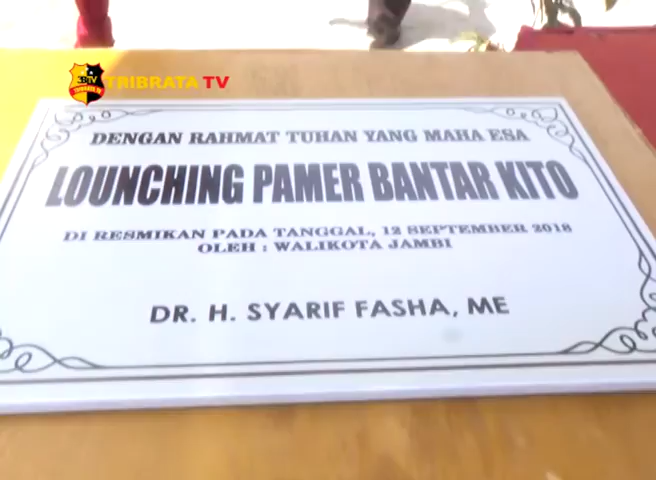 TRIBRATA TV
DENGAN RAHMAT TUHAN YANG MAHA ESA
LOUNCHING PAMER BANTAR KITO
DI RESMIKAN PADA TANGGAL, 12 SEPTEMBER 2018
OLEH : WALIKOTA JAMBI
DR. H. SYARIF FASHA, ME